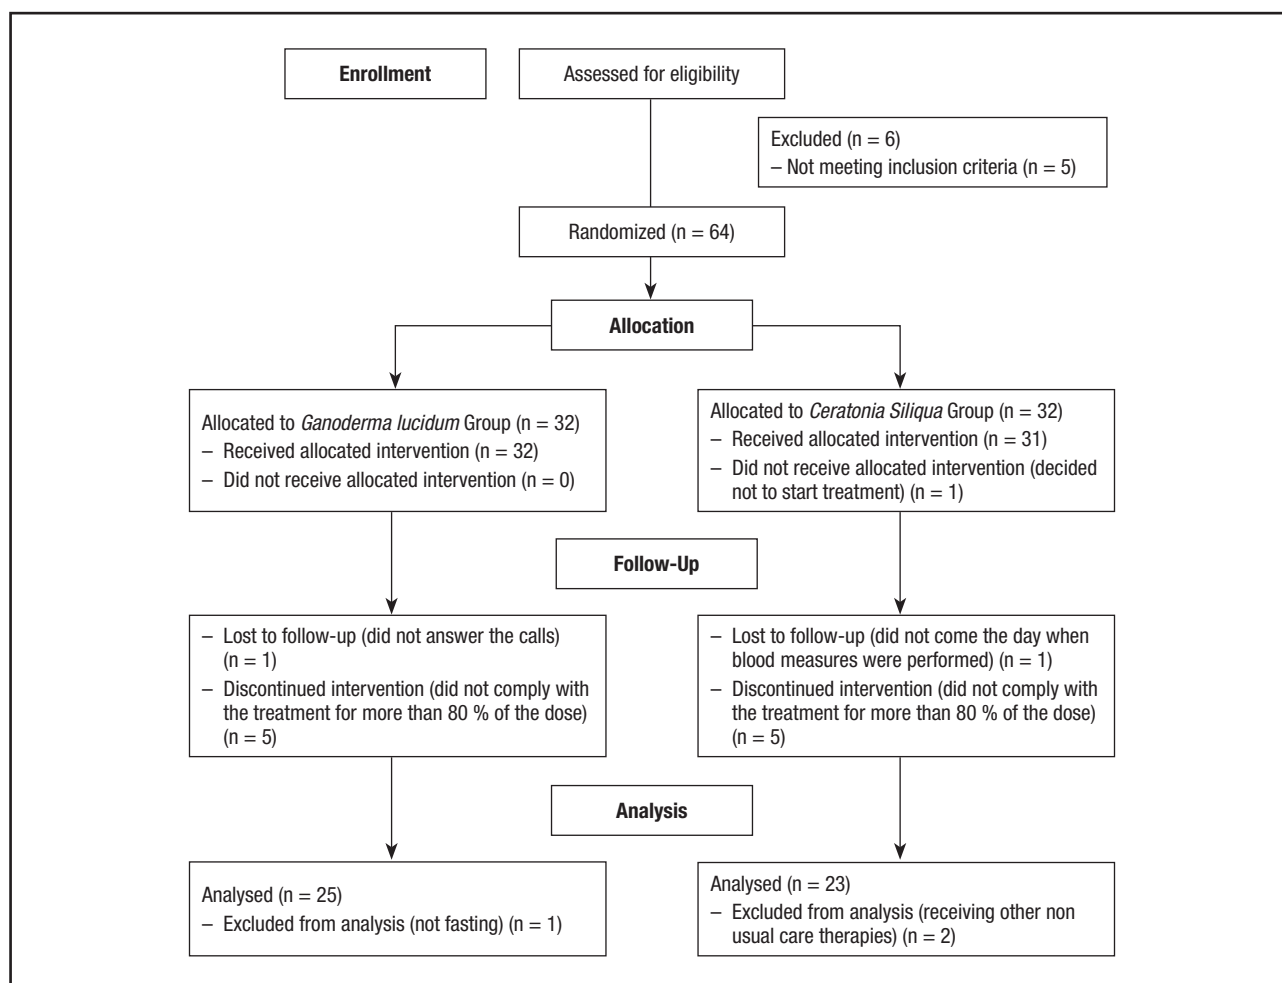 Enrollment
Assessed for eligibility
Excluded (n = 6)
– Not meeting inclusion criteria (n = 5)
Randomized (n = 64)
Allocation
Allocated to Ganoderma lucidum Group (n = 32)
– Received allocated intervention (n = 32)
– Did not receive allocated intervention (n = 0)
Allocated to Ceratonia Siliqua Group (n = 32)
– Received allocated intervention (n = 31)
– Did not receive allocated intervention (decided
not to start treatment) (n = 1)
Follow-Up
– Lost to follow-up (did not answer the calls)
(n = 1)
– Discontinued intervention (did not comply with
the treatment for more than 80 % of the dose)
(n = 5)
– Lost to follow-up (did not come the day when
blood measures were performed) (n = 1)
– Discontinued intervention (did not comply with
the treatment for more than 80 % of the dose)
(n = 5)
Analysis
Analysed (n = 25)
– Excluded from analysis (not fasting) (n = 1)
Analysed (n = 23)
– Excluded from analysis (receiving other non
usual care therapies) (n = 2)